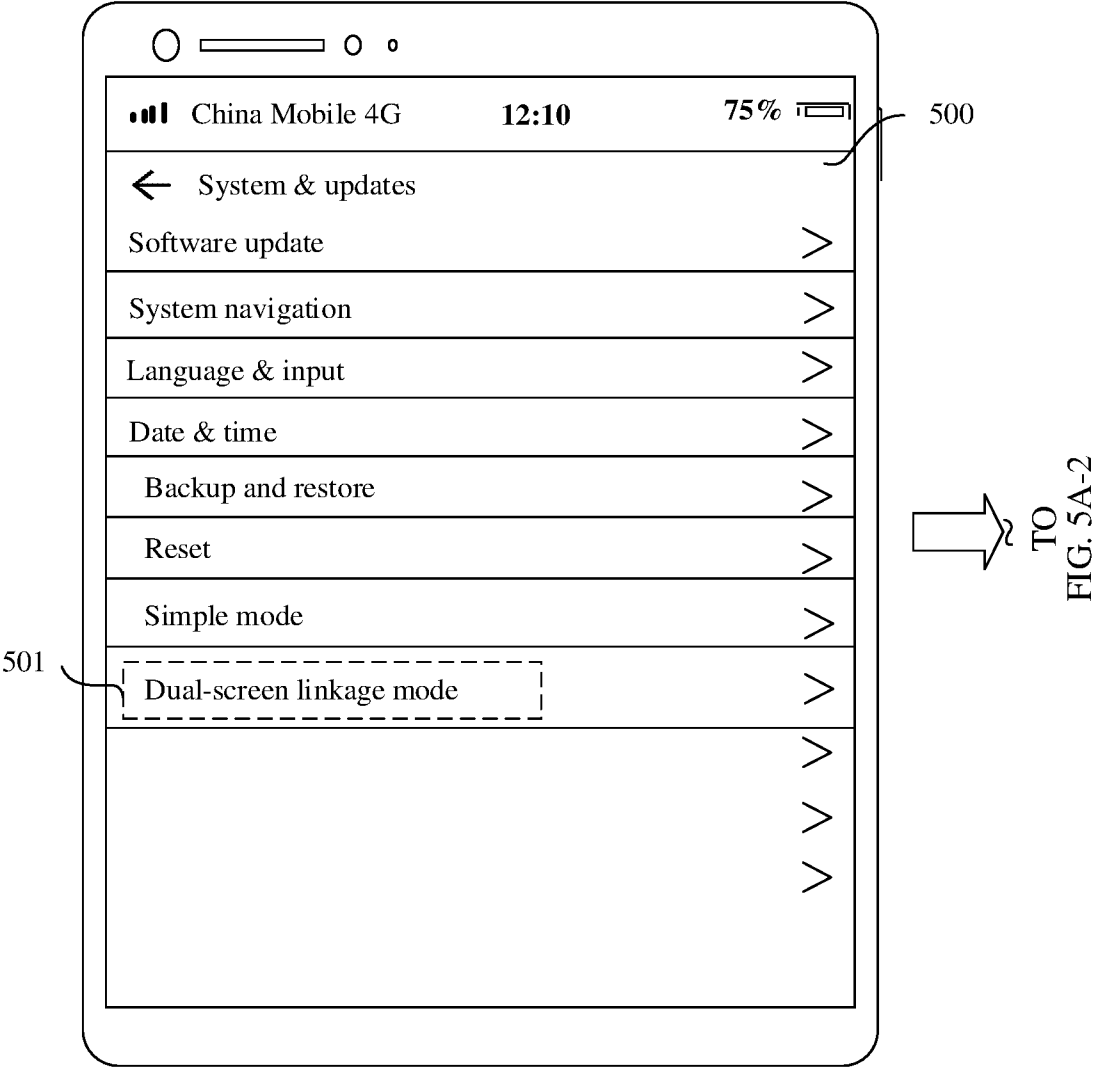 China Mobile 4G 12:10 75%
500
System & updates
Software update
System navigation
Language & input
Date & time
Backup and restore
Reset
Simple mode
501
Dual-screen linkage mode
TO
FIG. 5A-2